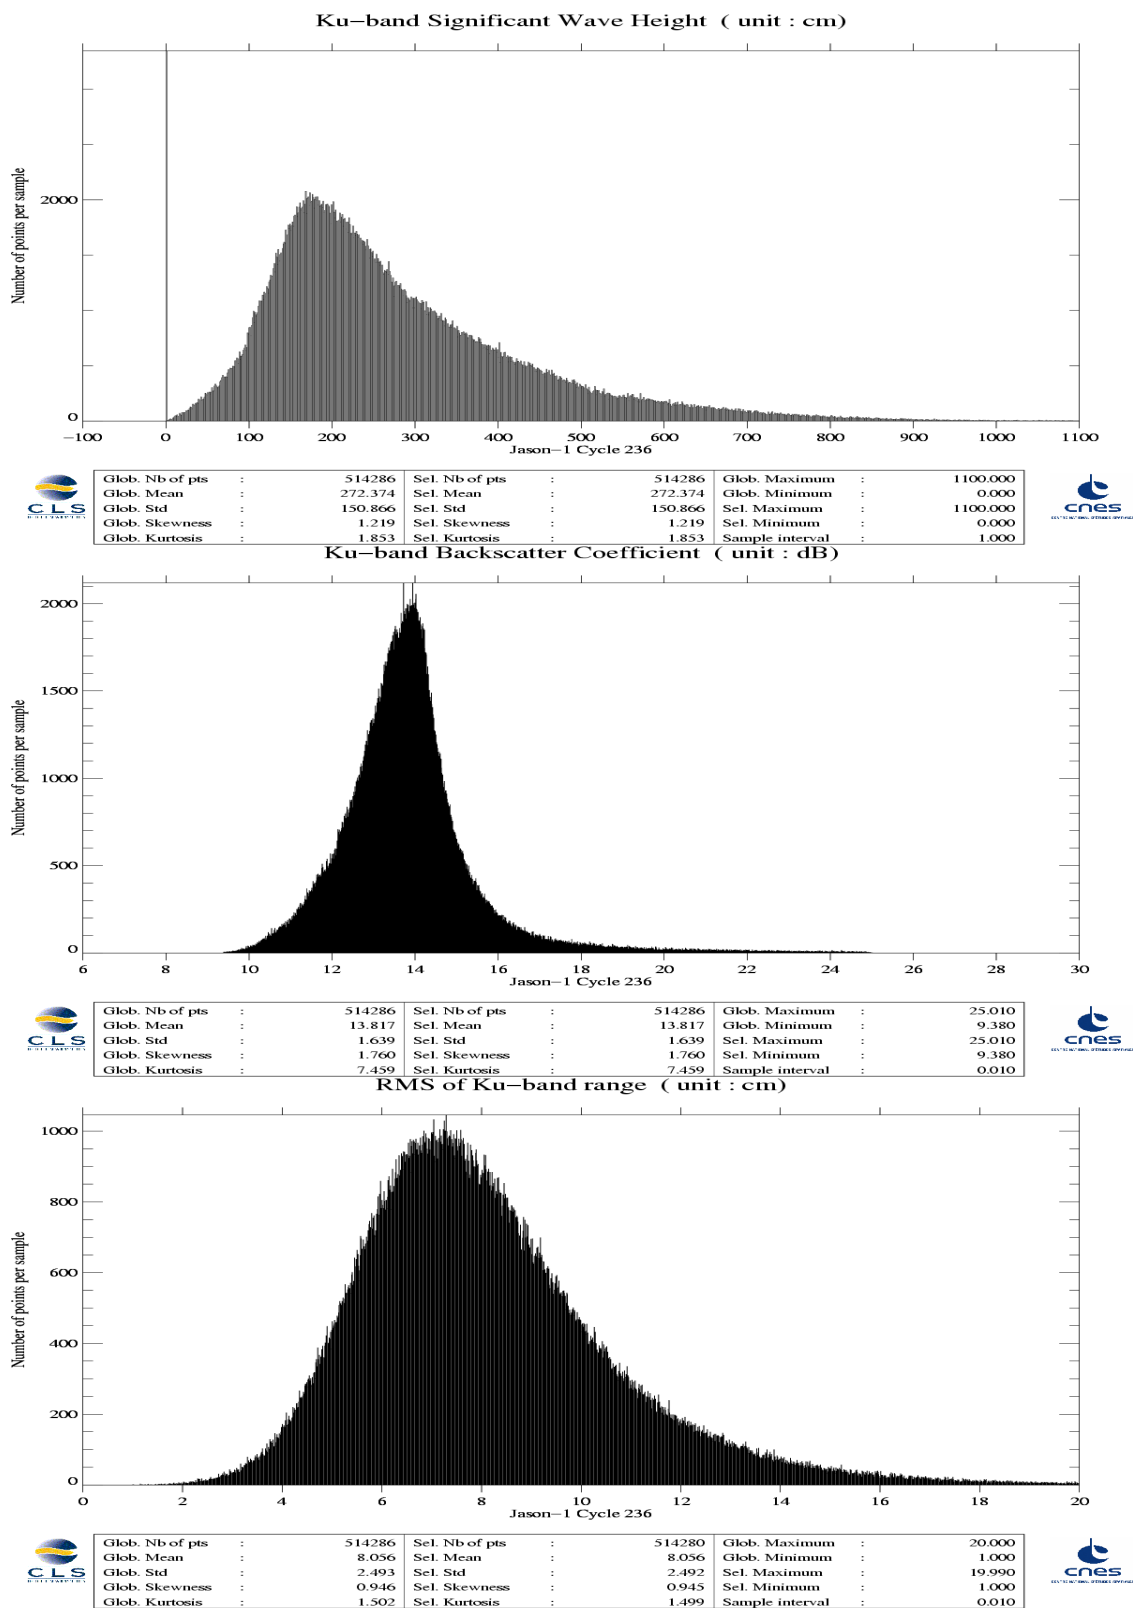 Ku−band Significant Wave Height ( unit : cm)
Number of points per sample
2000
0
−100 0 100 200 300 400 500 600 700 800 900 1000 1100
Jason−1 Cycle 236
CLS
cnes
Glob. Nb of pts : 514286 Sel. Nb of pts : 514286 Glob. Maximum : 1100.000
Glob. Mean : 272.374 Sel. Mean : 272.374 Glob. Minimum : 0.000
Glob. Std : 150.866 Sel. Std : 150.866 Sel. Maximum : 1100.000
Glob. Skewness : 1.219 Sel. Skewness : 1.219 Sel. Minimum : 0.000
Glob. Kurtosis : 1.853 Sel. Kurtosis : 1.853 Sample interval : 1.000
Ku−band Backscatter Coefficient ( unit : dB)
Number of points per sample
2000
1500
1000
500
0
6 8 10 12 14 16 18 20 22 24 26 28 30
Jason−1 Cycle 236
CLS
cnes
Glob. Nb of pts : 514286 Sel. Nb of pts : 514286 Glob. Maximum : 25.010
Glob. Mean : 13.817 Sel. Mean : 13.817 Glob. Minimum : 9.380
Glob. Std : 1.639 Sel. Std : 1.639 Sel. Maximum : 25.010
Glob. Skewness : 1.760 Sel. Skewness : 1.760 Sel. Minimum : 9.380
Glob. Kurtosis : 7.459 Sel. Kurtosis : 7.459 Sample interval : 0.010
RMS of Ku−band range ( unit : cm)
Number of points per sample
1000
800
600
400
200
0
0 2 4 6 8 10 12 14 16 18 20
Jason−1 Cycle 236
CLS
cnes
Glob. Nb of pts : 514286 Sel. Nb of pts : 514280 Glob. Maximum : 20.000
Glob. Mean : 8.056 Sel. Mean : 8.056 Glob. Minimum : 1.000
Glob. Std : 2.493 Sel. Std : 2.492 Sel. Maximum : 19.990
Glob. Skewness : 0.946 Sel. Skewness : 0.945 Sel. Minimum : 1.000
Glob. Kurtosis : 1.502 Sel. Kurtosis : 1.499 Sample interval : 0.010